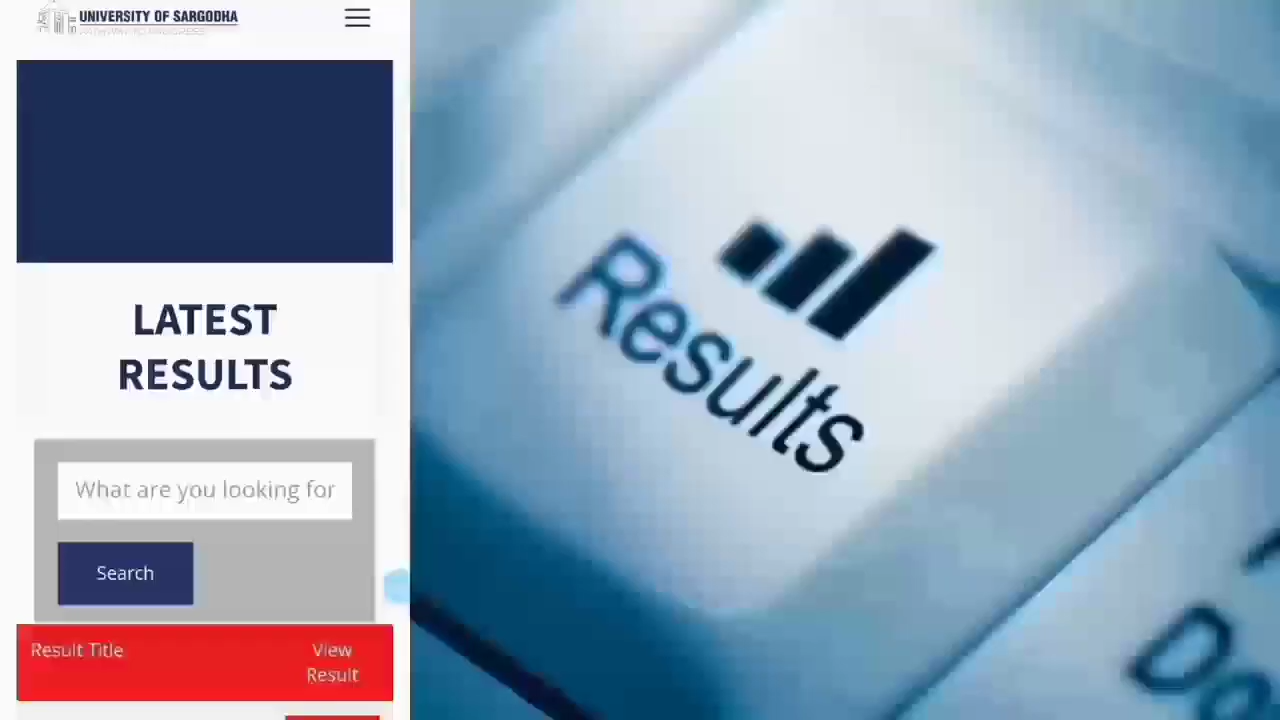 UNIVERSITY OF SARGODHA
LATEST
RESULTS
What are you looking for
Search
Result Title
View
Result
Results